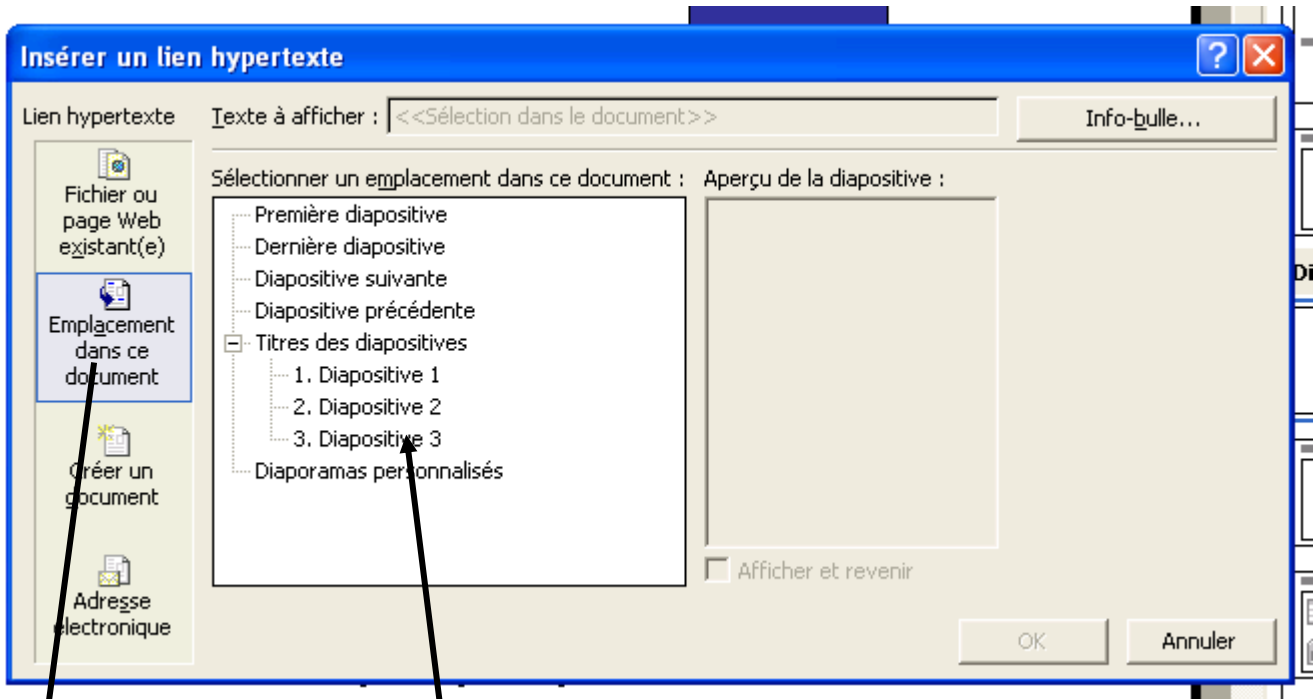 Insérer un lien hypertexte
Lien hypertexte
Texte à afficher :
<<Sélection dans le document>>
Info-bulle...
Fichier ou
page Web
existant(e)
Emplacement
dans ce
document
Créer un
document
Adresse
électronique
Sélectionner un emplacement dans ce document :
Première diapositive
Dernière diapositive
Diapositive suivante
Diapositive précédente
Titres des diapositives
1. Diapositive 1
2. Diapositive 2
3. Diapositive 3
Diaporamas personnalisés
Aperçu de la diapositive :
Afficher et revenir
OK
Annuler